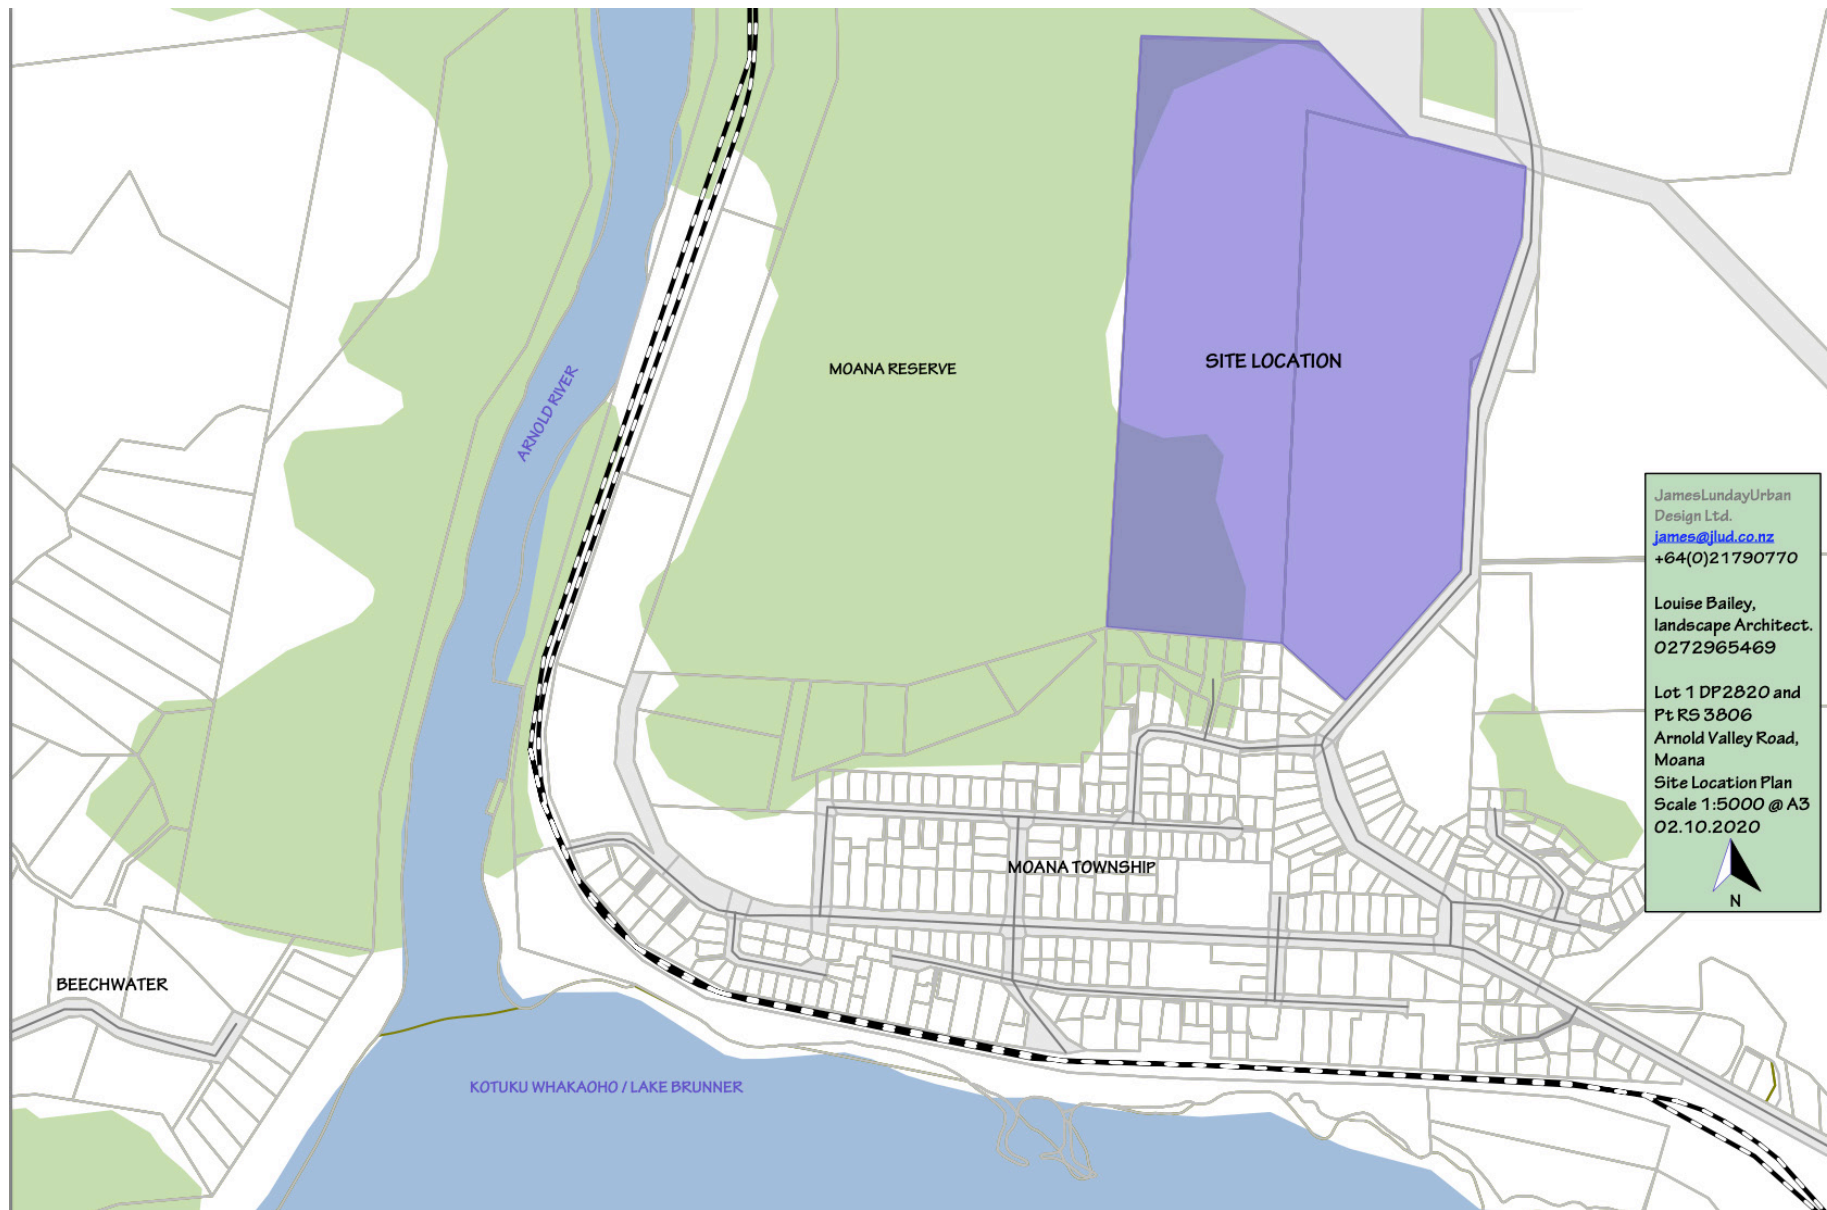 MOANA RESERVE
SITE LOCATION
ARNOLD RIVER
JamesLundayUrban
Design Ltd.
james@jlud.co.nz
+64(0)21790770
Louise Bailey,
landscape Architect.
0272965469
Lot 1 DP2820 and
Pt RS 3806
Arnold Valley Road,
Moana
Site Location Plan
Scale 1:5000 @ A3
02.10.2020
N
MOANA TOWNSHIP
BEECHWATER
KOTUKU WHAKAOHO / LAKE BRUNNER